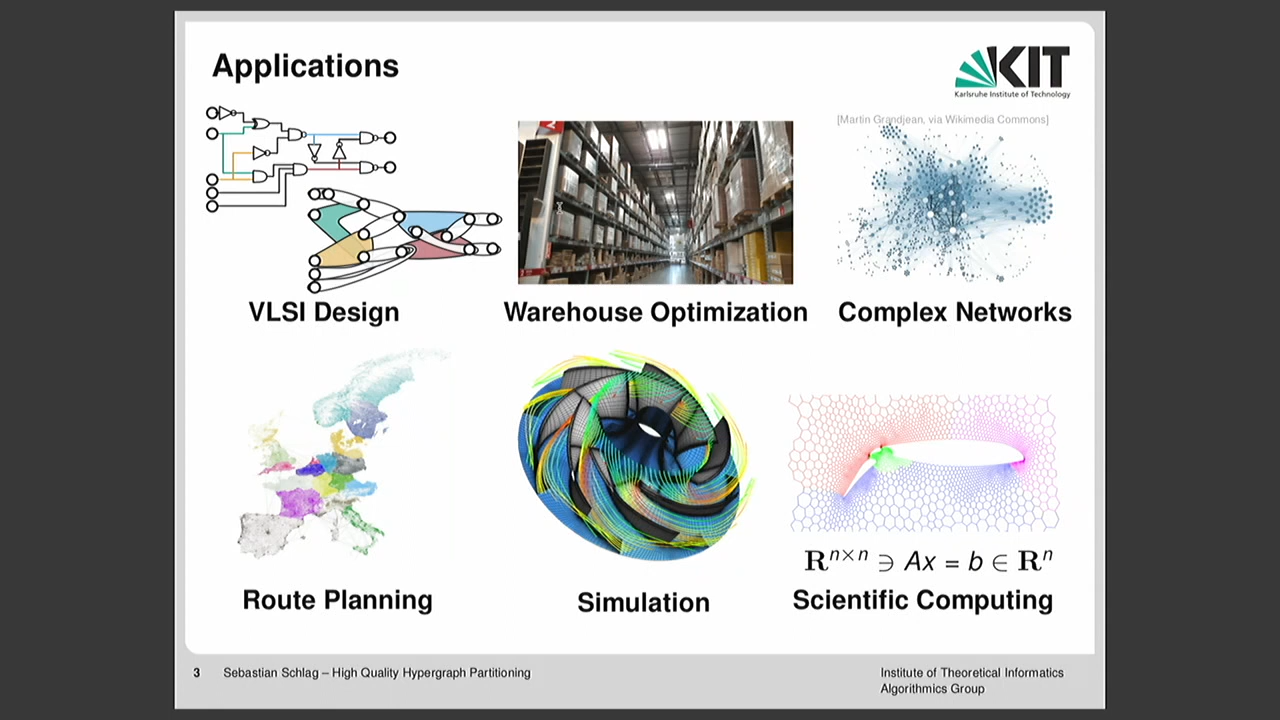 Applications
KIT
Karlsruhe Institute of Technology
[Martin Grandjean, via Wikimedia Commons]
2
VLSI Design
Warehouse Optimization
Complex Networks
Rⁿˣⁿ ∋ Ax = b ∈ Rⁿ
Route Planning
Simulation
Scientific Computing
3 Sebastian Schlag – High Quality Hypergraph Partitioning
Institute of Theoretical Informatics
Algorithmics Group